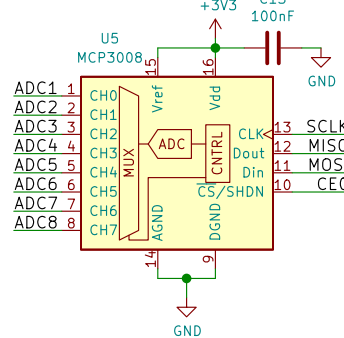 +3V3
100nF
U5
MCP3008
GND
15
16
Vref
Vdd
ADC1 1 CH0
ADC2 2 CH1
ADC3 3 CH2
ADC4 4 CH3
ADC5 5 CH4
ADC6 6 CH5
ADC7 7 CH6
ADC8 8 CH7
MUX
ADC
CNTRL
CLK 13 SCLK
Dout 12
Din 11
CS/SHDN 10
AGND
DGND
14
9
GND